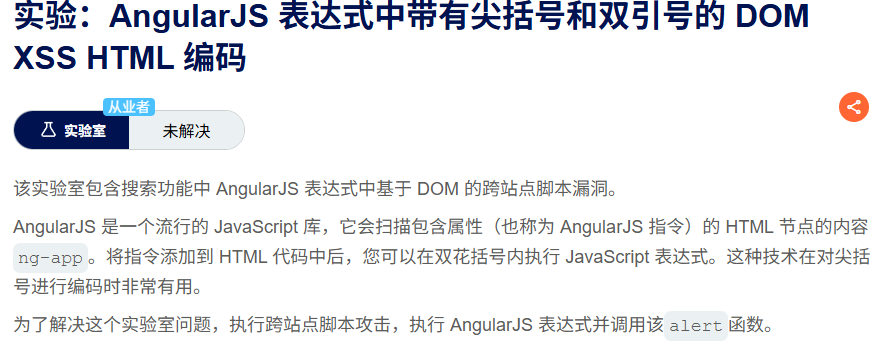 实验：AngularJS 表达式中带有尖括号和双引号的 DOM
XSS HTML 编码
从业者
实验室 未解决
该实验室包含搜索功能中 AngularJS 表达式中基于 DOM 的跨站点脚本漏洞。
AngularJS 是一个流行的 JavaScript 库，它会扫描包含属性（也称为 AngularJS 指令）的 HTML 节点的内容
ng-app。将指令添加到 HTML 代码中后，您可以在双花括号内执行 JavaScript 表达式。这种技术在对尖括
号进行编码时非常有用。
为了解决这个实验室问题，执行跨站点脚本攻击，执行 AngularJS 表达式并调用该alert函数。